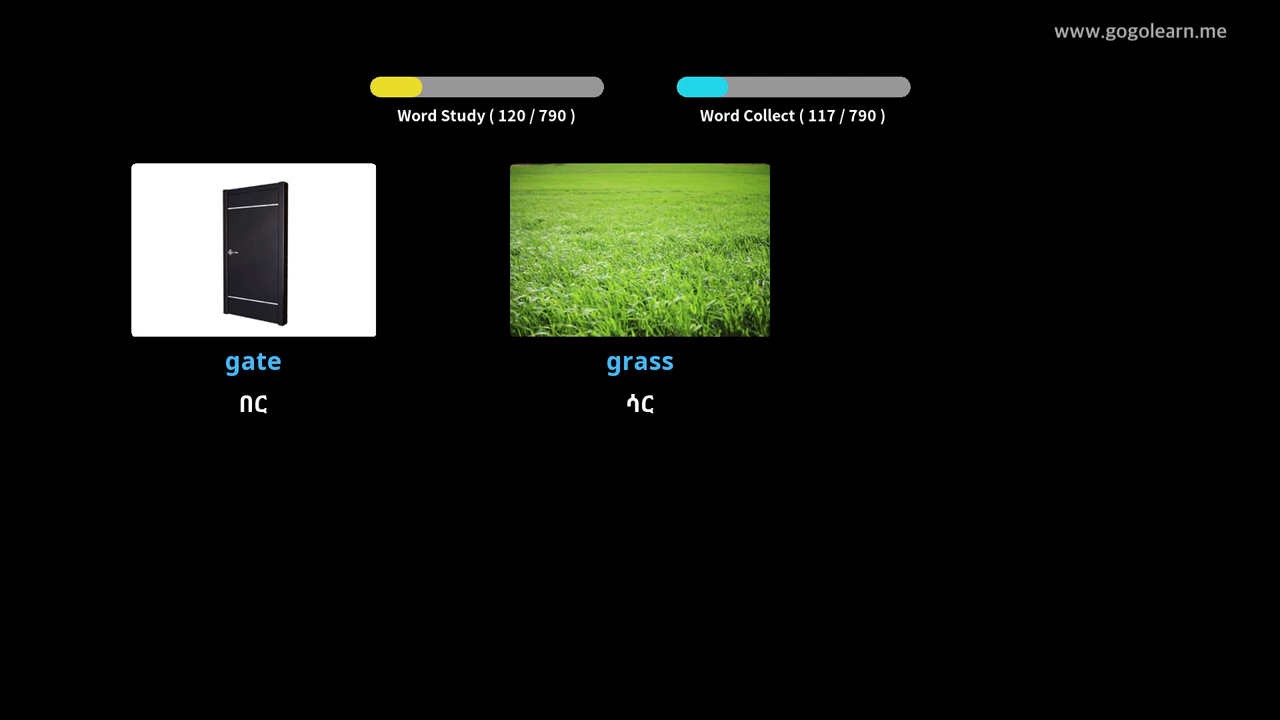 www.gogolearn.me
Word Study ( 120 / 790 )
Word Collect ( 117 / 790 )
gate
grass
በር
ሳር